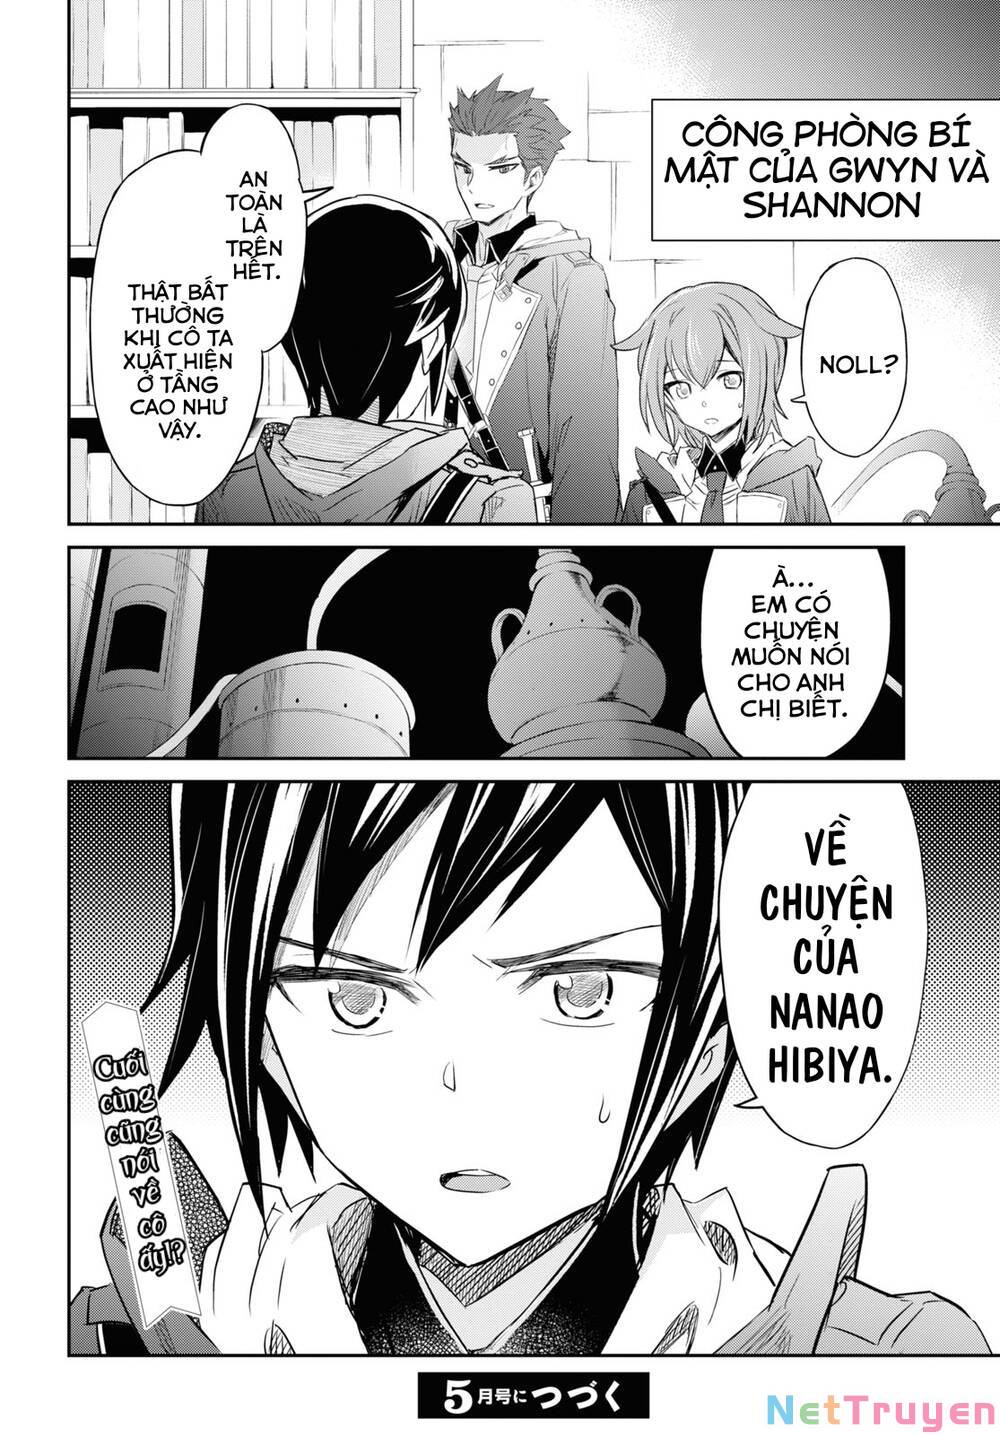 CÔNG PHÒNG BÍ
MẬT CỦA GWYN VÀ
SHANNON
NOLL?
AN
TOÀN
LÀ
TRÊN
HẾT.
THẬT BẤT
THƯỜNG
KHI CÔ TA
XUẤT HIỆN
Ở TẦNG
CAO NHƯ
VẬY.
À...
EM CÓ
CHUYỆN
MUỐN NÓI
CHO ANH
CHỊ BIẾT.
VỀ
CHUYỆN
CỦA
NANAO
HIBIYA.
Cuối
cùng
cũng
nói
về
cô
ấy!?
5月号につづく
NetTruyen